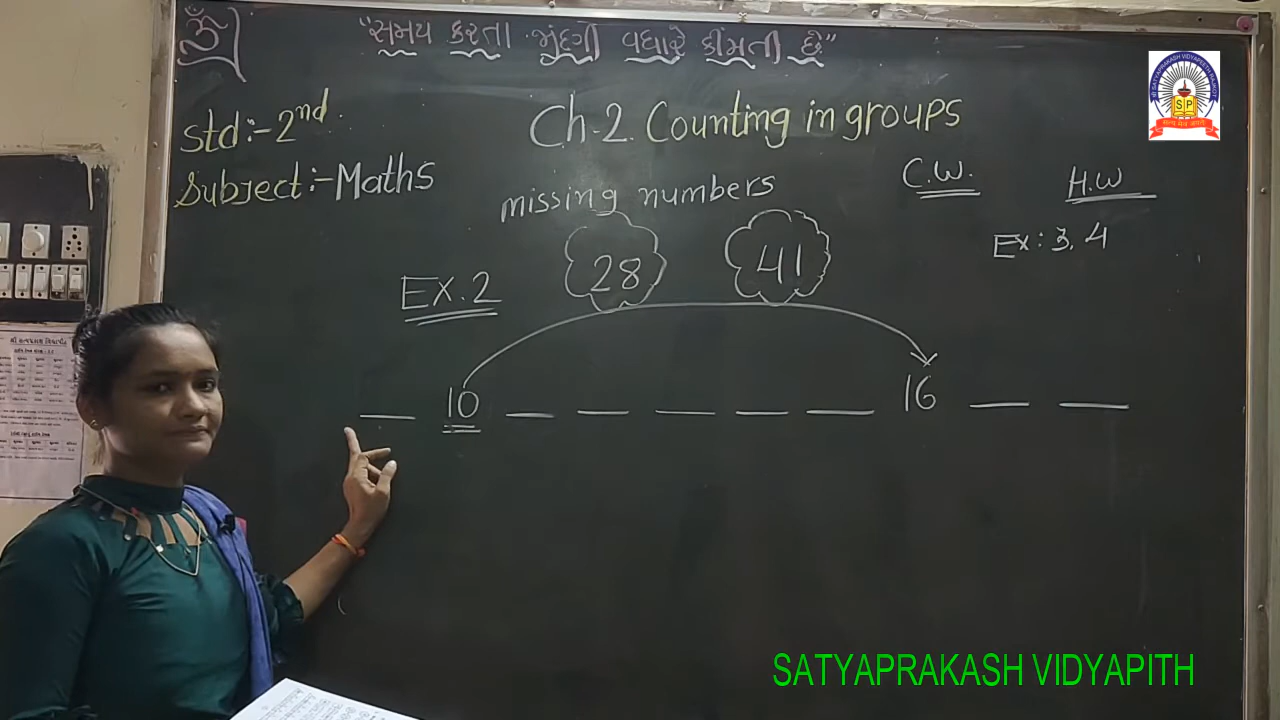 ૐ
"સમય કરતા જીંદગી વધારે કીંમતી છે"
Std:- 2nd.
Ch-2. Counting in groups
Subject:- Maths
missing numbers
C.W.
H.W
Ex: 3, 4
28
41
Ex. 2
10
16
SP
SATYAPRAKASH VIDYAPITH